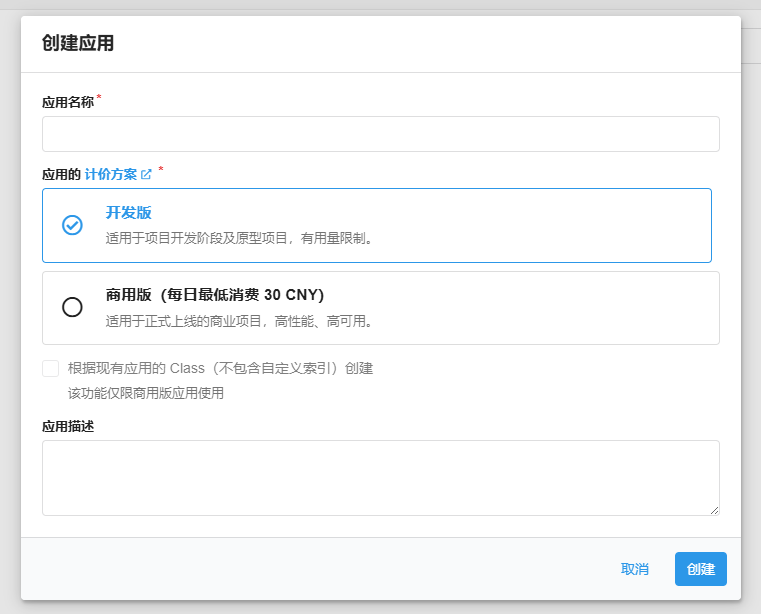 创建应用
应用名称*
应用的 计价方案 *
开发版
适用于项目开发阶段及原型项目，有用量限制。
商用版（每日最低消费 30 CNY）
适用于正式上线的商业项目，高性能、高可用。
根据现有应用的 Class（不包含自定义索引）创建
该功能仅限商用版应用使用
应用描述
取消 创建